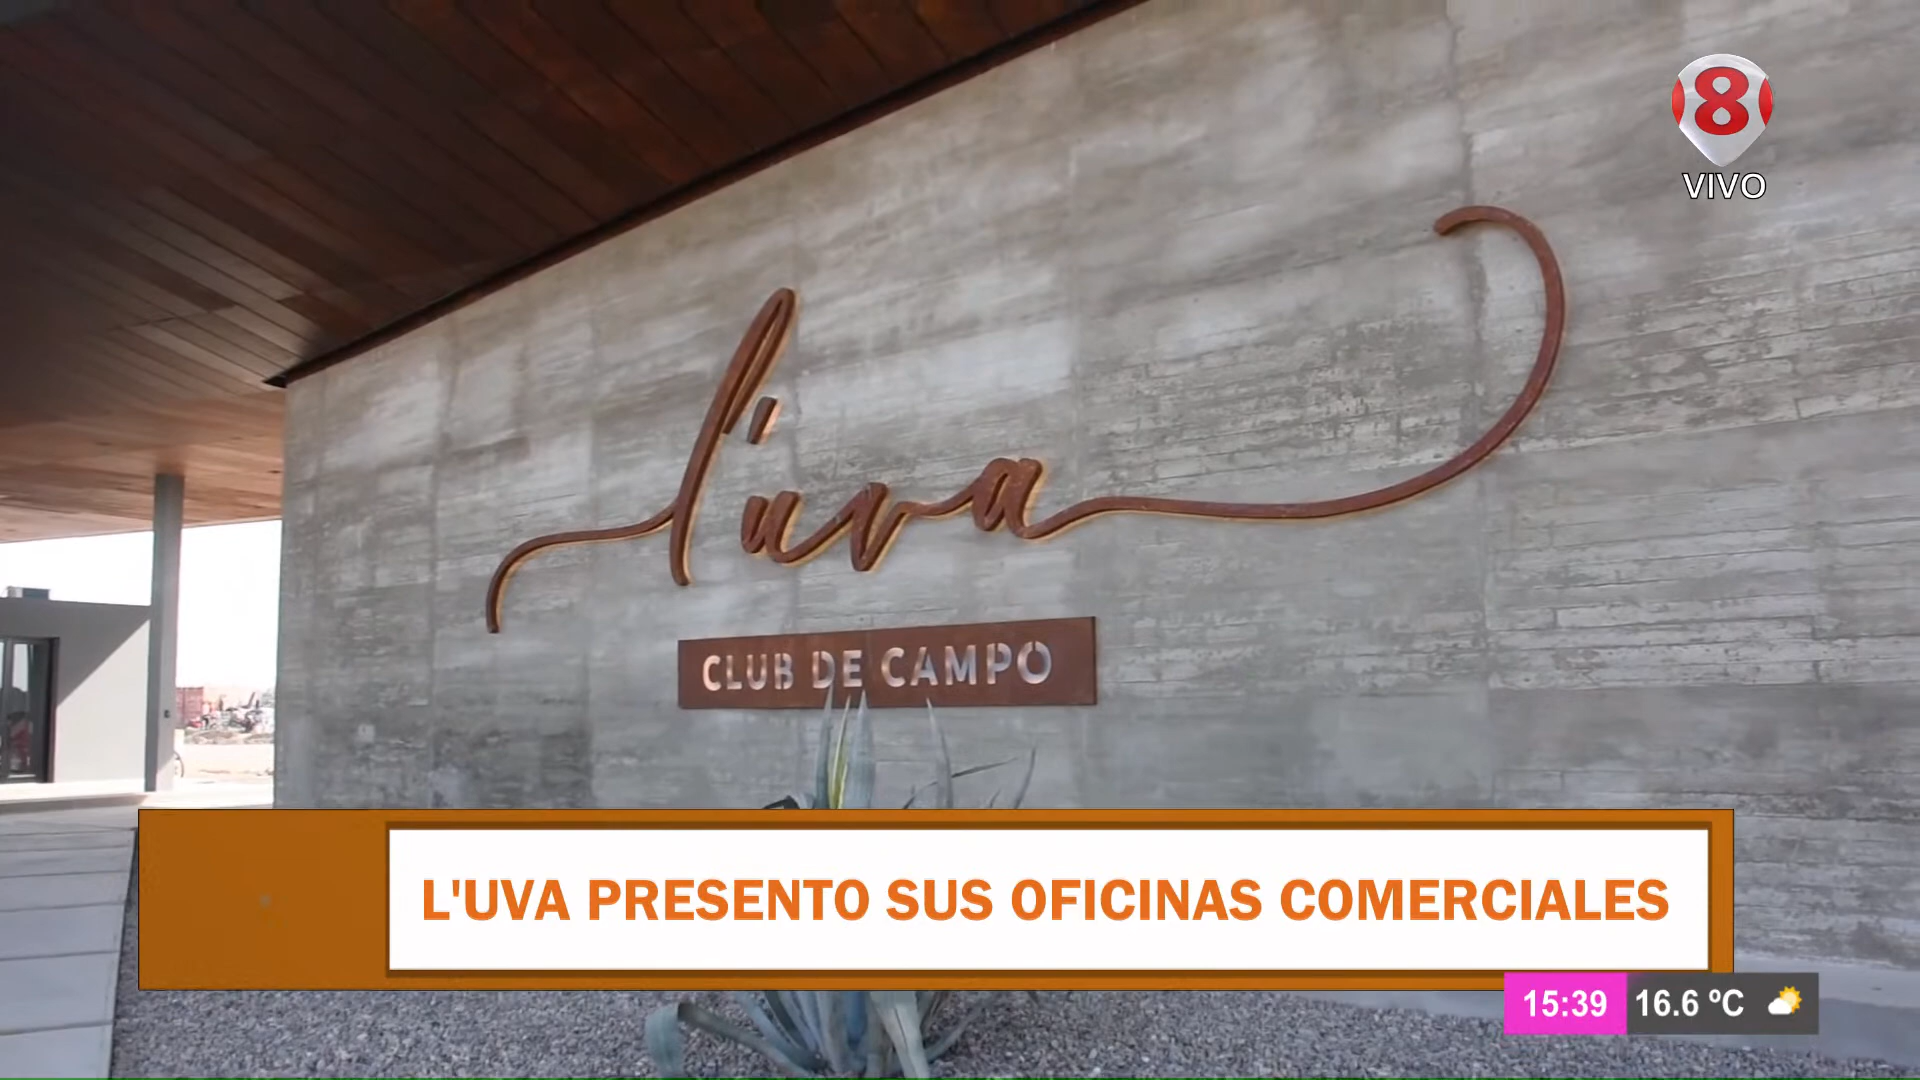 8
VIVO
l'uva
CLUB DE CAMPO
L'UVA PRESENTO SUS OFICINAS COMERCIALES
15:39 16.6 ºC